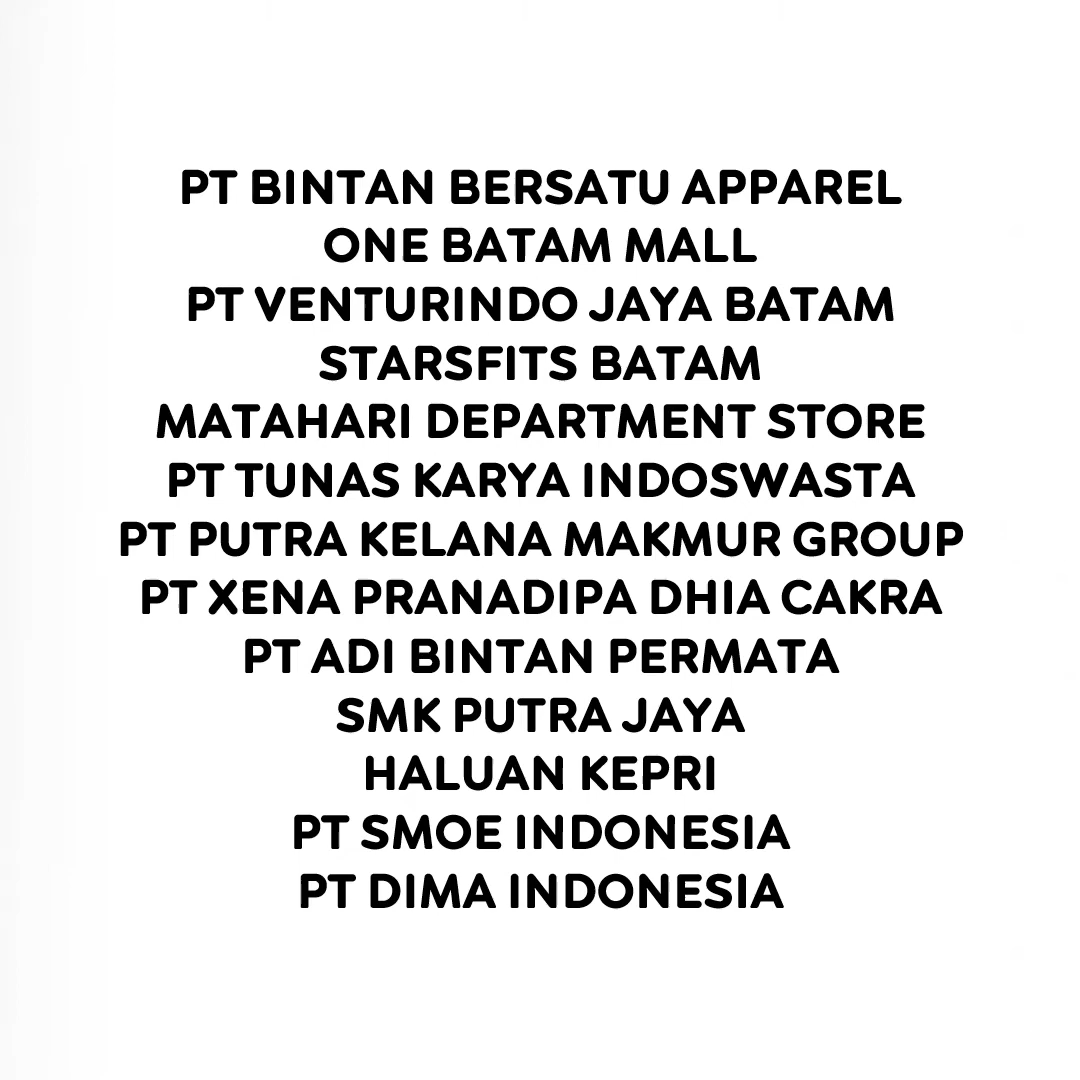 PT BINTAN BERSATU APPAREL
ONE BATAM MALL
PT VENTURINDO JAYA BATAM
STARSFITS BATAM
MATAHARI DEPARTMENT STORE
PT TUNAS KARYA INDOSWASTA
PT PUTRA KELANA MAKMUR GROUP
PT XENA PRANADIPA DHIA CAKRA
PT ADI BINTAN PERMATA
SMK PUTRA JAYA
HALUAN KEPRI
PT SMOE INDONESIA
PT DIMA INDONESIA